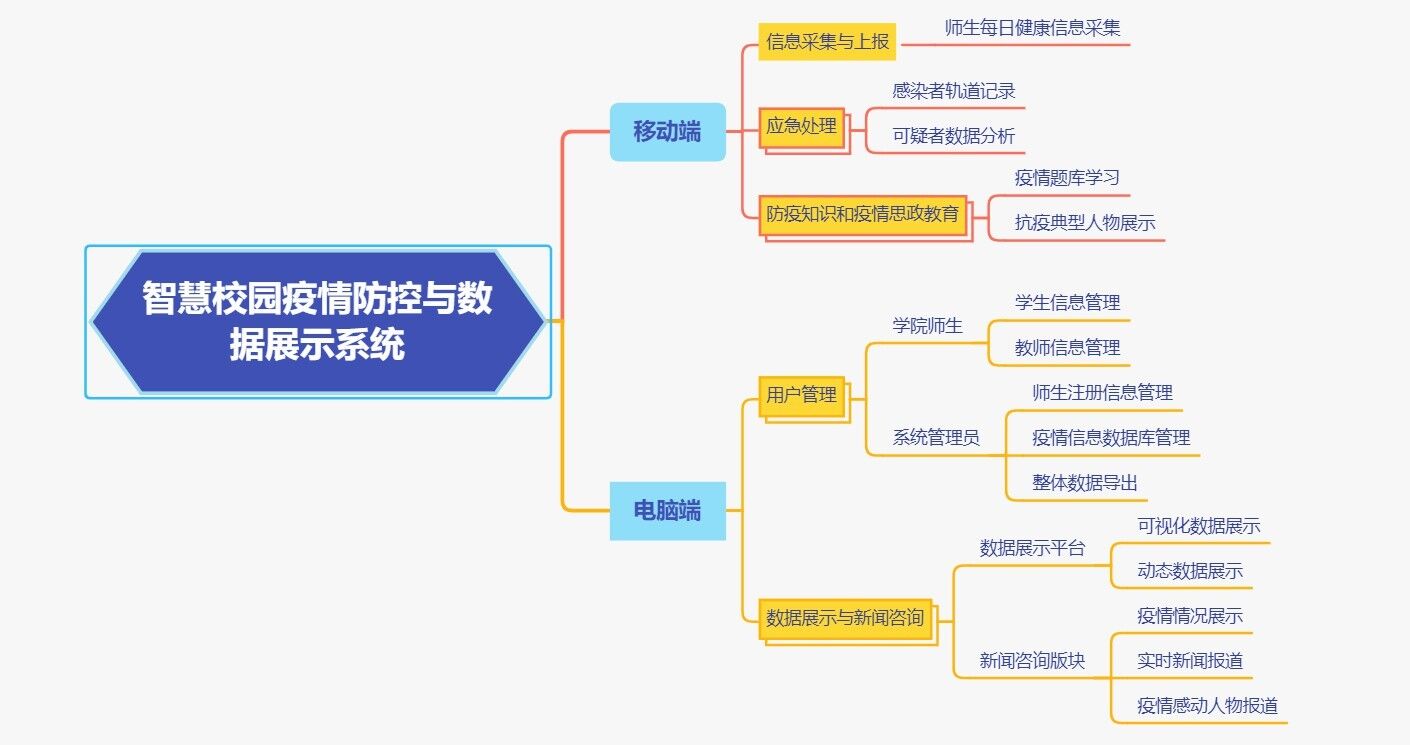 智慧校园疫情防控与数
据展示系统
移动端
信息采集与上报
师生每日健康信息采集
应急处理
感染者轨道记录
可疑者数据分析
防疫知识和疫情思政教育
疫情题库学习
抗疫典型人物展示
电脑端
用户管理
学院师生
学生信息管理
教师信息管理
系统管理员
师生注册信息管理
疫情信息数据库管理
整体数据导出
数据展示与新闻咨询
数据展示平台
可视化数据展示
动态数据展示
新闻咨询版块
疫情情况展示
实时新闻报道
疫情感动人物报道